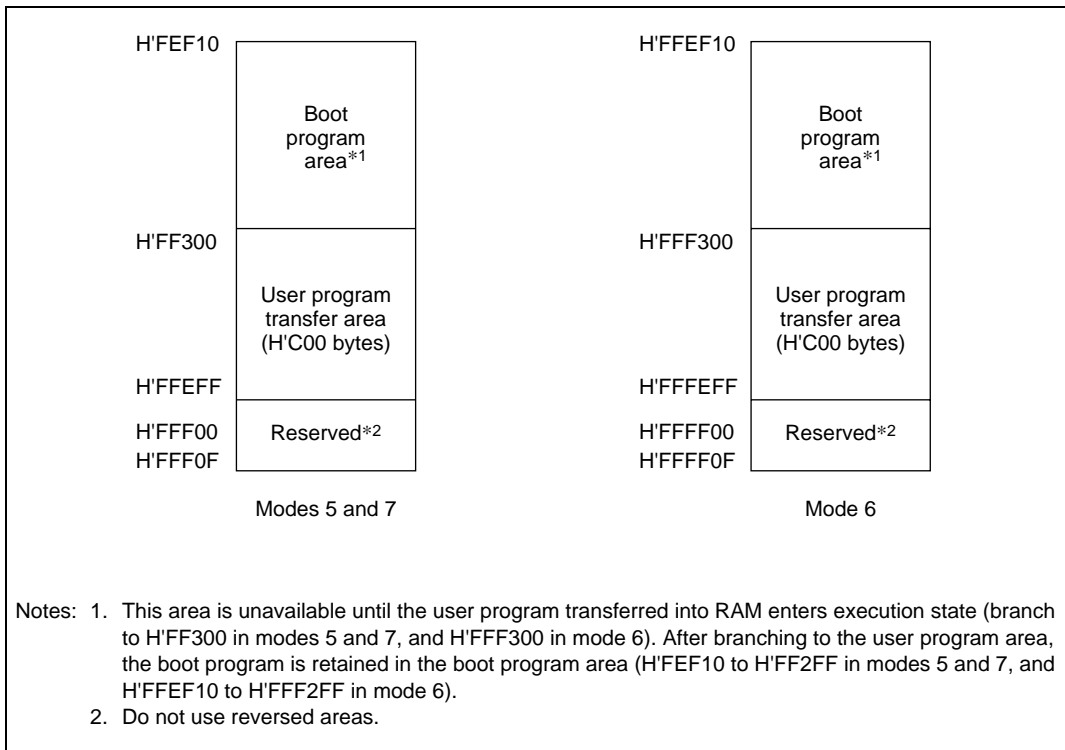 H'FEF10
Boot
program
area*1
H'FF300
User program
transfer area
(H'C00 bytes)
H'FFEFF
H'FFF00
Reserved*2
H'FFF0F
Modes 5 and 7
H'FFEF10
Boot
program
area*1
H'FFF300
User program
transfer area
(H'C00 bytes)
H'FFFEFF
H'FFFF00
Reserved*2
H'FFFF0F
Mode 6
Notes: 1. This area is unavailable until the user program transferred into RAM enters execution state (branch
to H'FF300 in modes 5 and 7, and H'FFF300 in mode 6). After branching to the user program area,
the boot program is retained in the boot program area (H'FEF10 to H'FF2FF in modes 5 and 7, and
H'FFEF10 to H'FFF2FF in mode 6).
2. Do not use reversed areas.